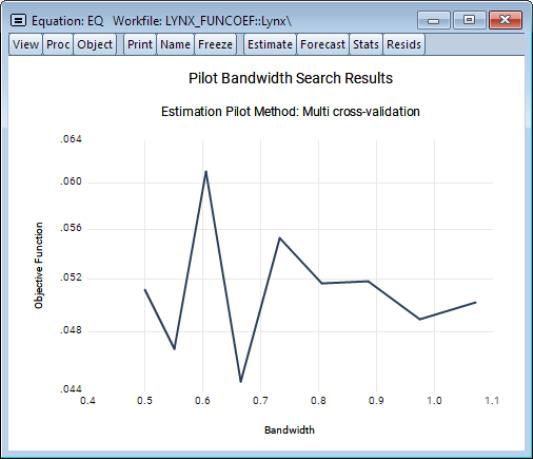 Equation: EQ   Workfile: LYNX_FUNCOEF::Lynx\
View Proc Object Print Name Freeze Estimate Forecast Stats Resids
Pilot Bandwidth Search Results
Estimation Pilot Method: Multi cross-validation
.064
.060
.056
.052
.048
.044
Objective Function
0.4 0.5 0.6 0.7 0.8 0.9 1.0 1.1
Bandwidth